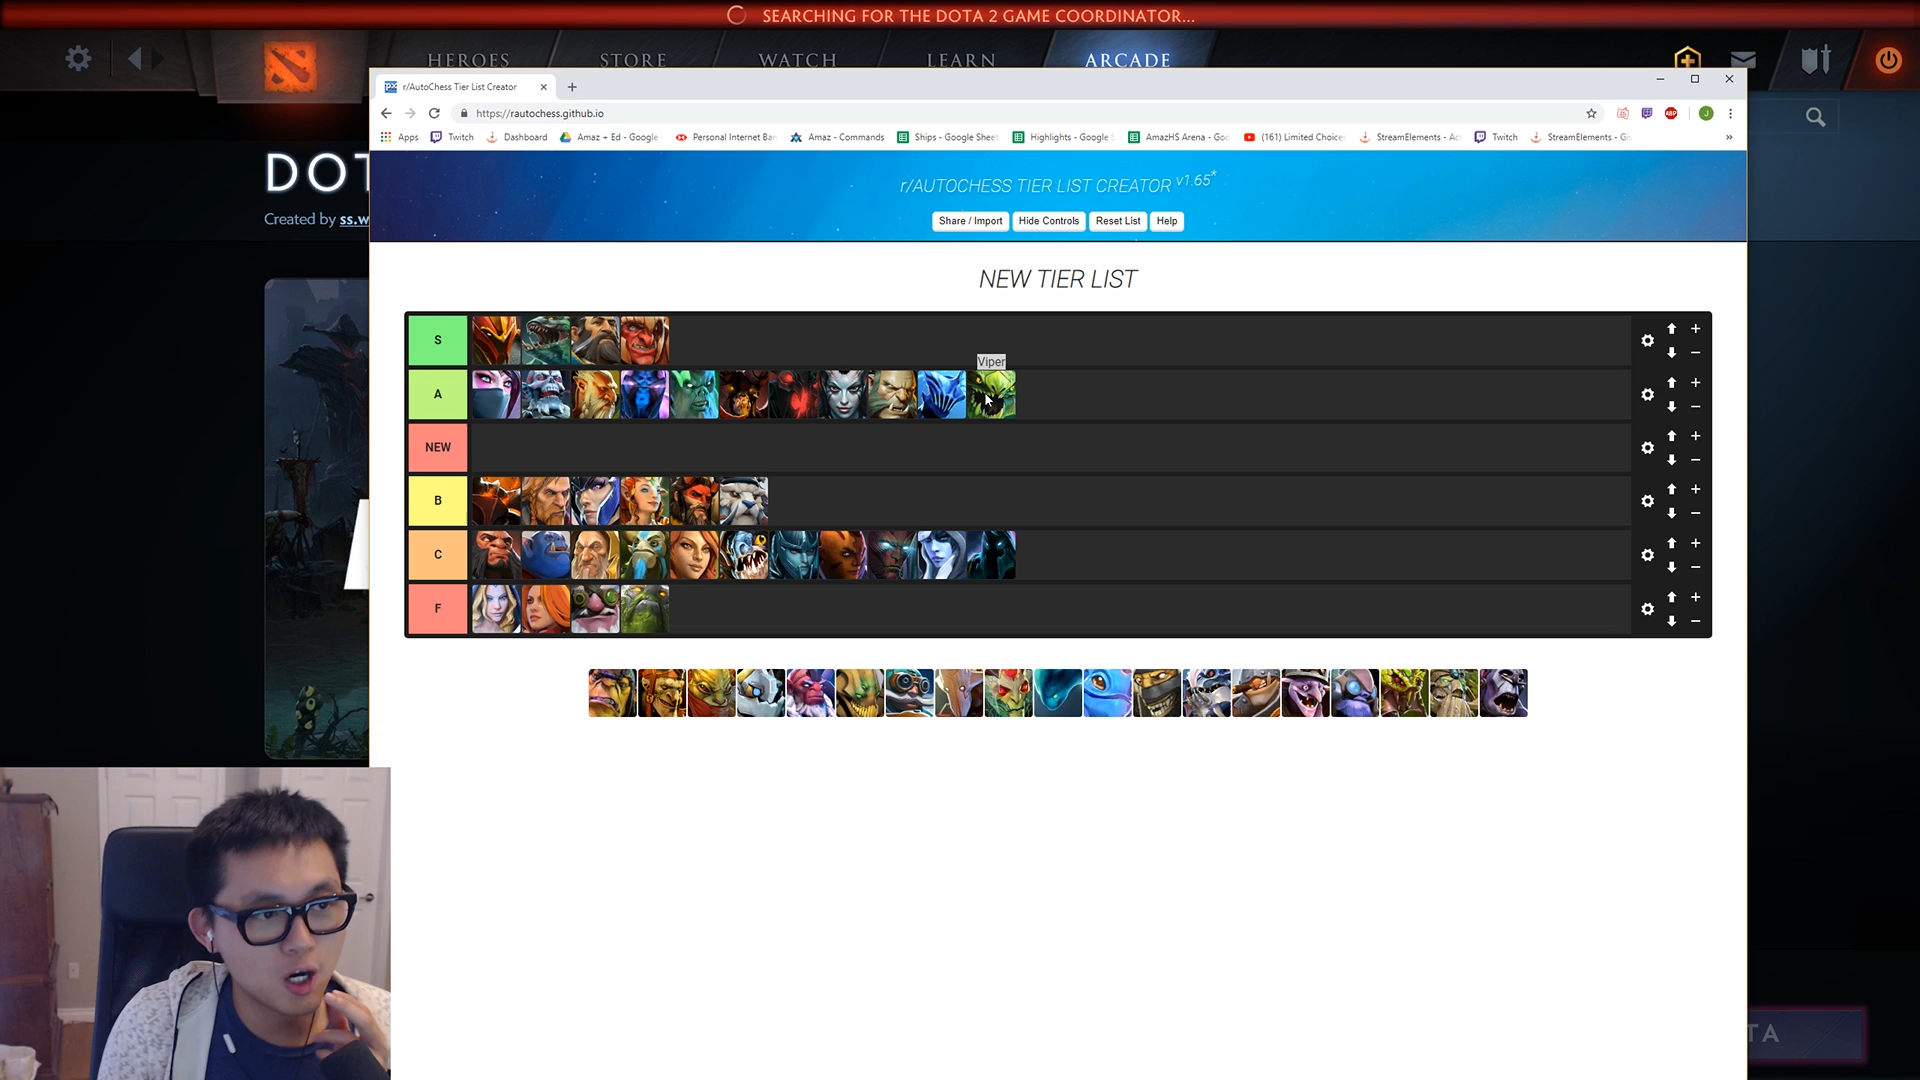 SEARCHING FOR THE DOTA 2 GAME COORDINATOR...
HEROES STORE WATCH LEARN ARCADE
r/AutoChess Tier List Creator
https://rautochess.github.io
Apps Twitch Dashboard Amaz + Ed - Google Personal Internet Ban Amaz - Commands Ships - Google Sheet Highlights - Google S AmazHS Arena - Goo (161) Limited Choice StreamElements - Ac Twitch StreamElements - Gr »
ABP
J
DOT
Created by ss.w
r/AUTOCHESS TIER LIST CREATOR v1.65*
Share / Import Hide Controls Reset List Help
NEW TIER LIST
S
Viper
A
NEW
B
C
F
TA